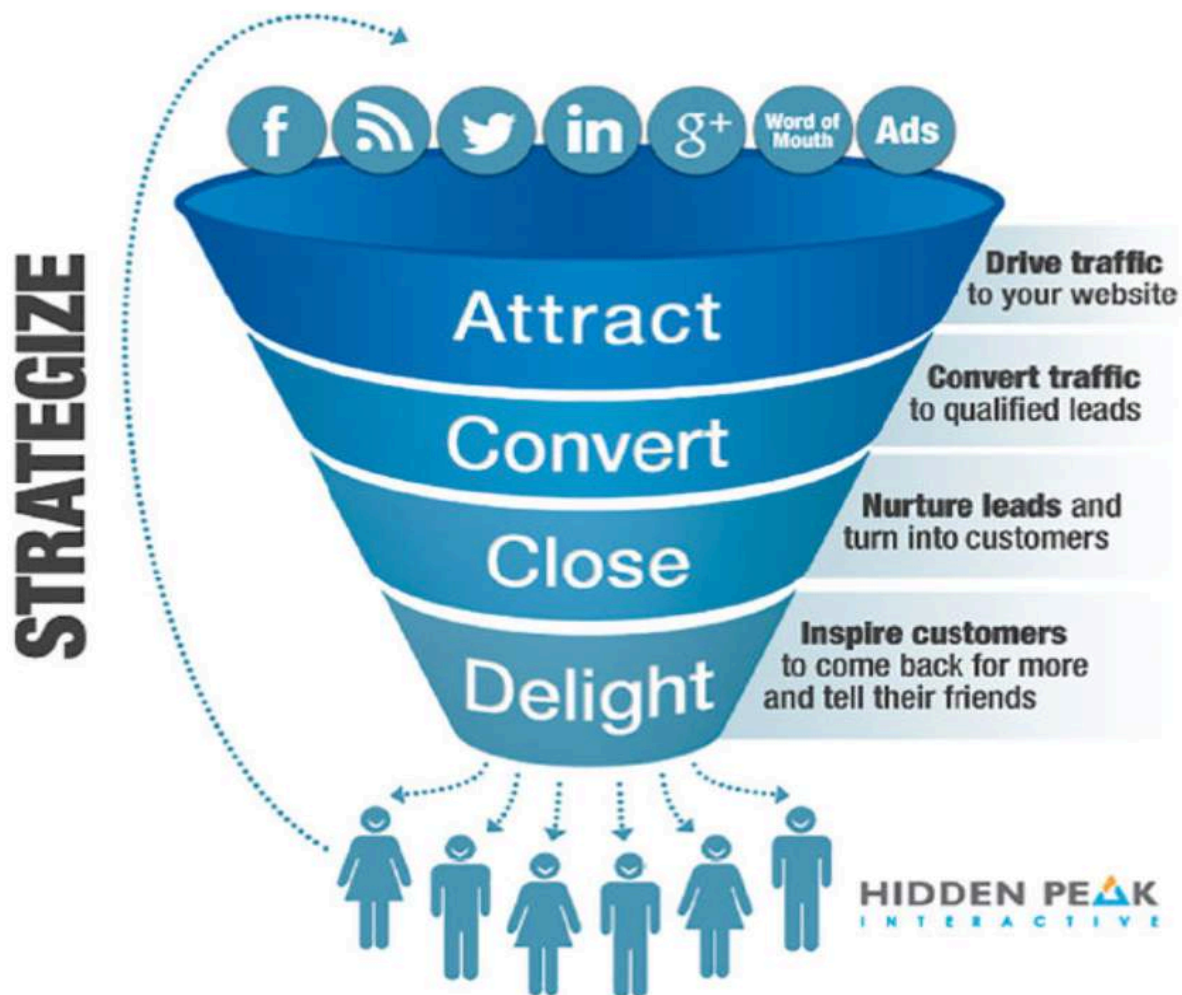 STRATEGIZE
f
in
g+
Word of
Mouth
Ads
Attract
Drive traffic
to your website
Convert
Convert traffic
to qualified leads
Close
Nurture leads and
turn into customers
Delight
Inspire customers
to come back for more
and tell their friends
HIDDEN PEAK
INTERACTIVE